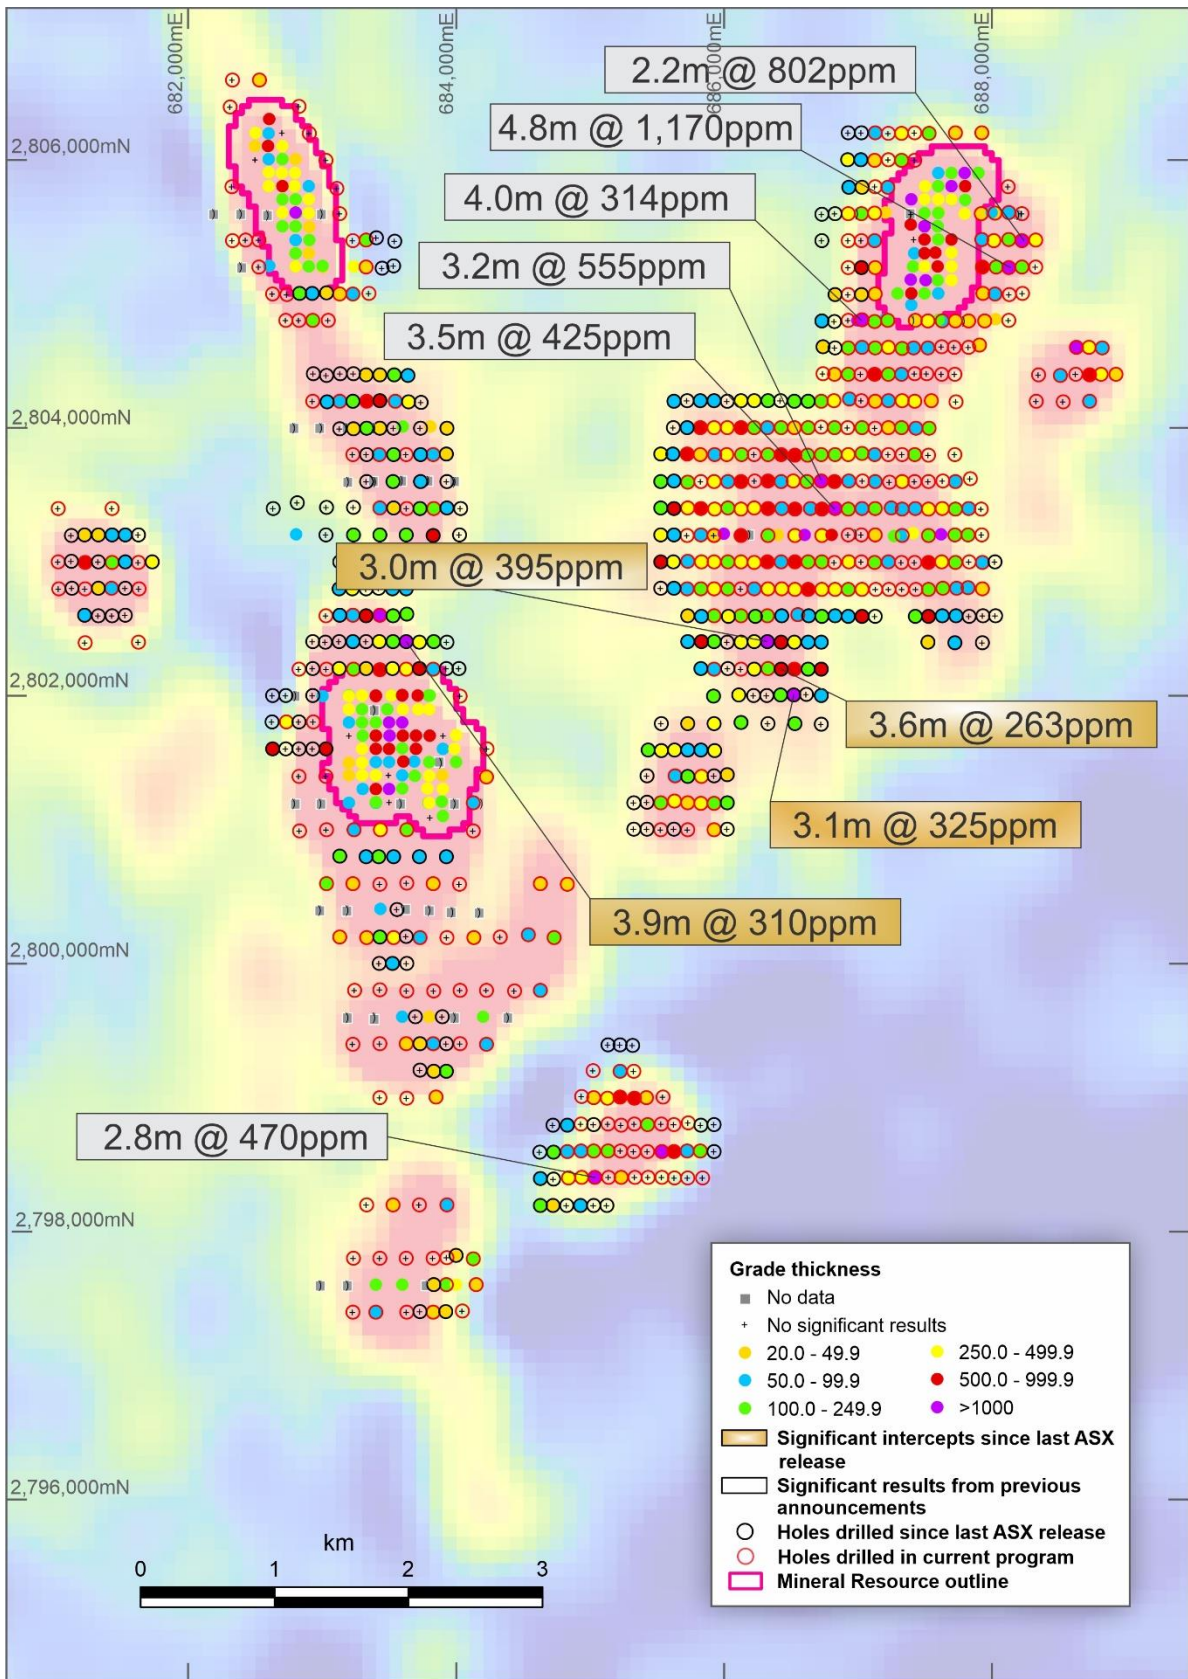 682,000mE
684,000mE
686,000mE
688,000mE
2.2m @ 802ppm
4.8m @ 1,170ppm
2,806,000mN
4.0m @ 314ppm
3.2m @ 555ppm
3.5m @ 425ppm
2,804,000mN
3.0m @ 395ppm
2,802,000mN
3.6m @ 263ppm
3.1m @ 325ppm
3.9m @ 310ppm
2,800,000mN
2.8m @ 470ppm
2,798,000mN
Grade thickness
No data
No significant results
20.0 - 49.9
250.0 - 499.9
50.0 - 99.9
500.0 - 999.9
100.0 - 249.9
>1000
Significant intercepts since last ASX
release
Significant results from previous
announcements
Holes drilled since last ASX release
Holes drilled in current program
Mineral Resource outline
2,796,000mN
km
0 1 2 3